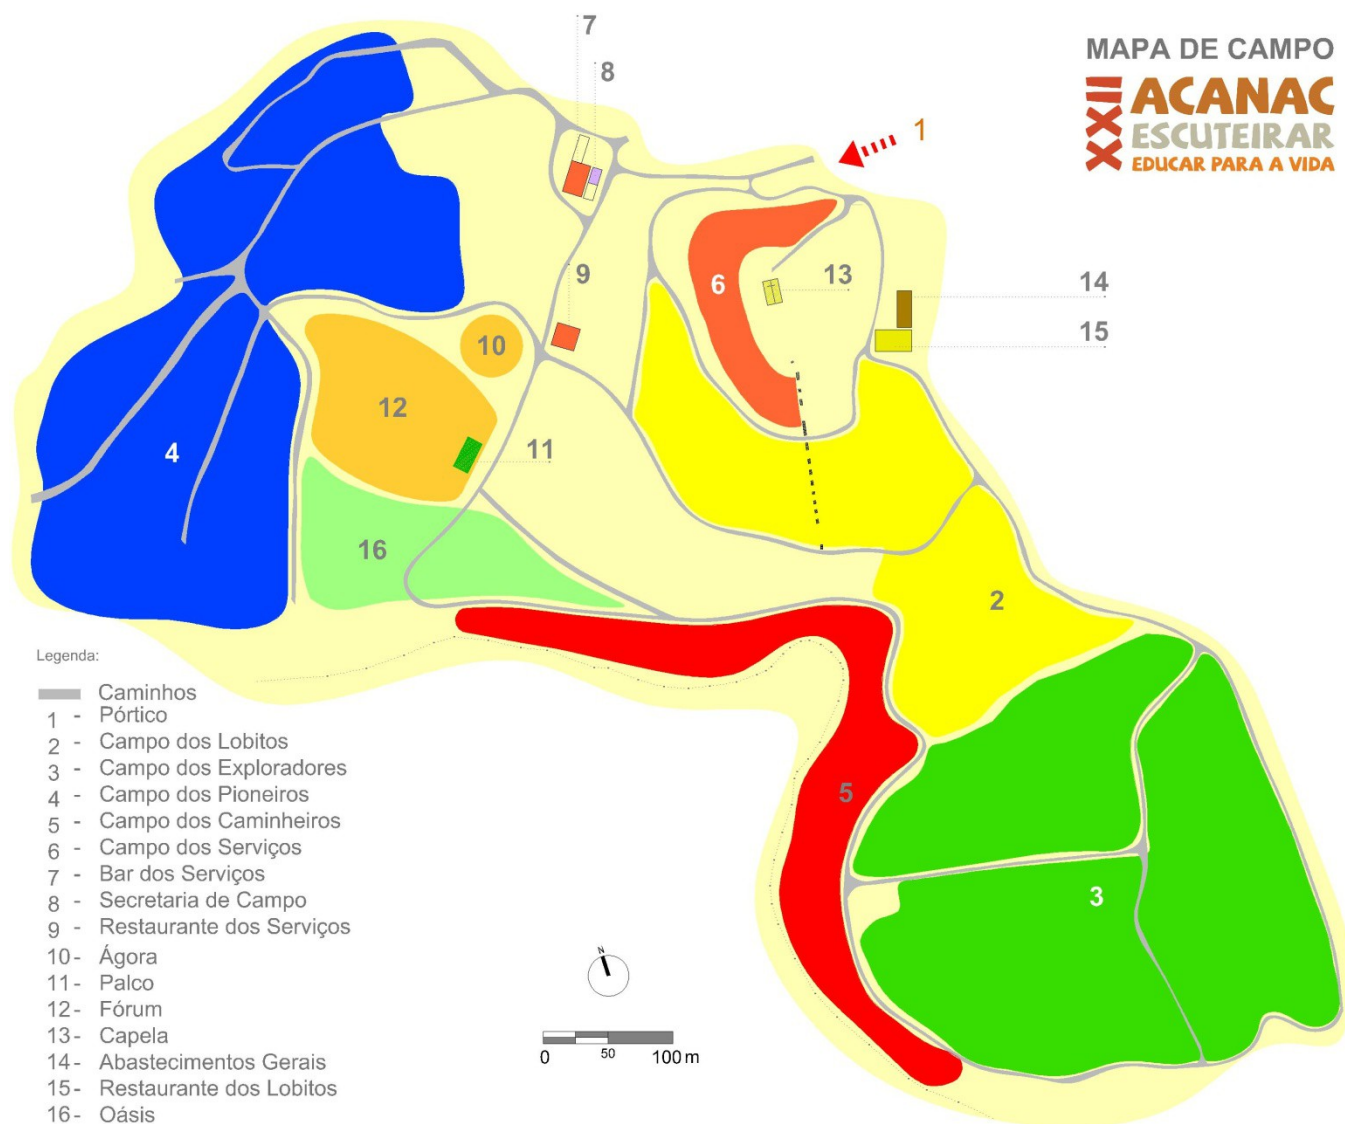 MAPA DE CAMPO
XXII ACANAC
ESCUTEIRAR
EDUCAR PARA A VIDA
7
8
1
9
6
13
14
15
10
12
11
4
16
2
5
3
Legenda:
Caminhos
1 - Pórtico
2 - Campo dos Lobitos
3 - Campo dos Exploradores
4 - Campo dos Pioneiros
5 - Campo dos Caminheiros
6 - Campo dos Serviços
7 - Bar dos Serviços
8 - Secretaria de Campo
9 - Restaurante dos Serviços
10 - Ágora
11 - Palco
12 - Fórum
13 - Capela
14 - Abastecimentos Gerais
15 - Restaurante dos Lobitos
16 - Oásis
N
0 50 100 m